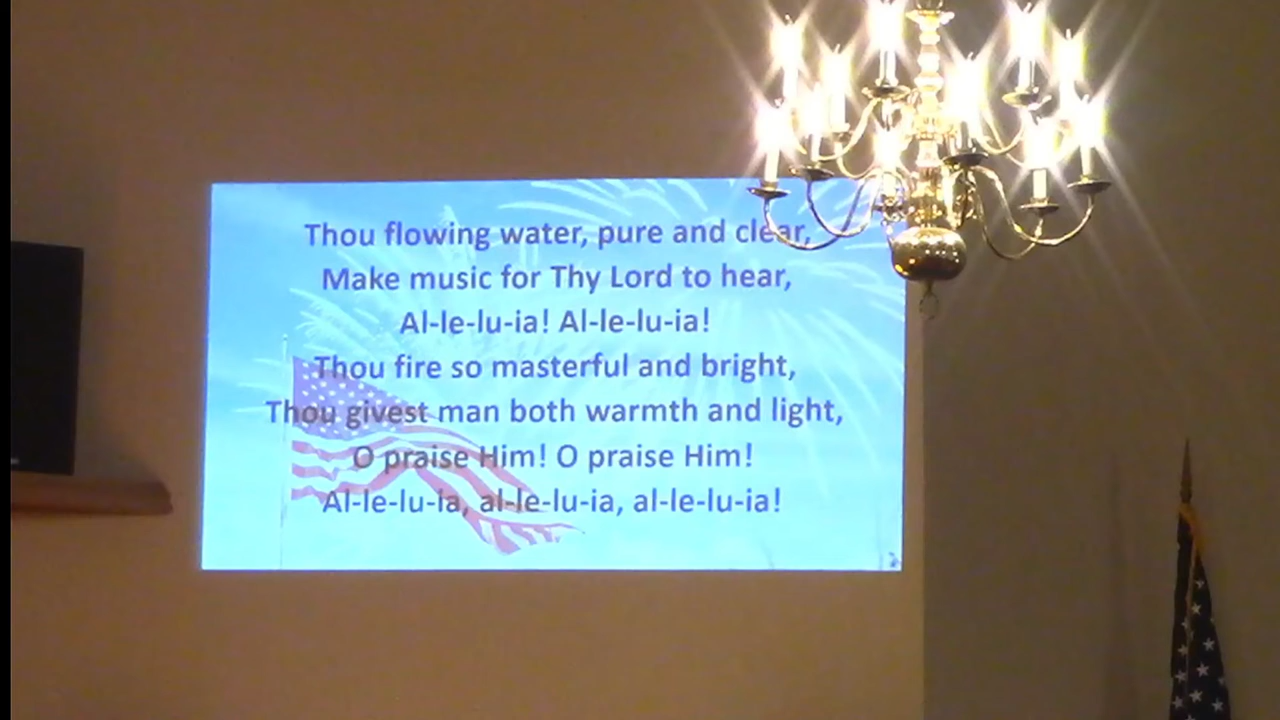 Thou flowing water, pure and clear,
Make music for Thy Lord to hear,
Al-le-lu-ia! Al-le-lu-ia!
Thou fire so masterful and bright,
Thou givest man both warmth and light,
O praise Him! O praise Him!
Al-le-lu-ia, al-le-lu-ia, al-le-lu-ia!